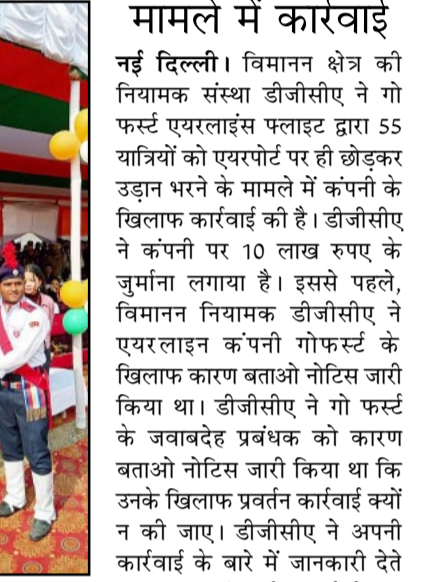 मामले में कार्रवाई
नई दिल्ली। विमानन क्षेत्र की
नियामक संस्था डीजीसीए ने गो
फर्स्ट एयरलाइंस फ्लाइट द्वारा 55
यात्रियों को एयरपोर्ट पर ही छोड़कर
उड़ान भरने के मामले में कंपनी के
खिलाफ कार्रवाई की है। डीजीसीए
ने कंपनी पर 10 लाख रुपए के
जुर्माना लगाया है। इससे पहले,
विमानन नियामक डीजीसीए ने
एयरलाइन कंपनी गोफर्स्ट के
खिलाफ कारण बताओ नोटिस जारी
किया था। डीजीसीए ने गो फर्स्ट
के जवाबदेह प्रबंधक को कारण
बताओ नोटिस जारी किया था कि
उनके खिलाफ प्रवर्तन कार्रवाई क्यों
न की जाए। डीजीसीए ने अपनी
कार्रवाई के बारे में जानकारी देते